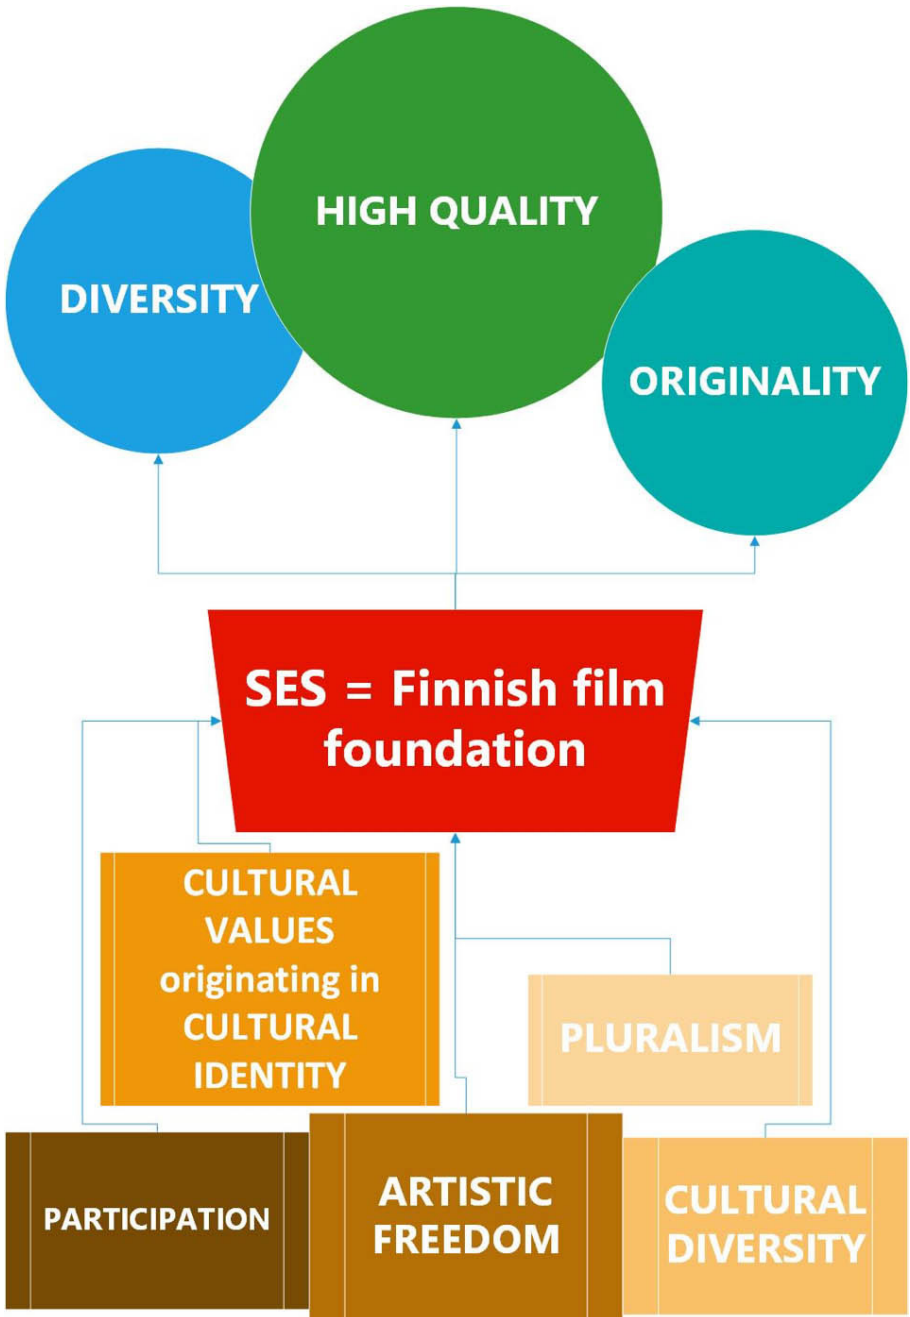 HIGH QUALITY
DIVERSITY
ORIGINALITY
SES = Finnish film
foundation
CULTURAL
VALUES
originating in
CULTURAL
IDENTITY
PLURALISM
PARTICIPATION
ARTISTIC
FREEDOM
CULTURAL
DIVERSITY